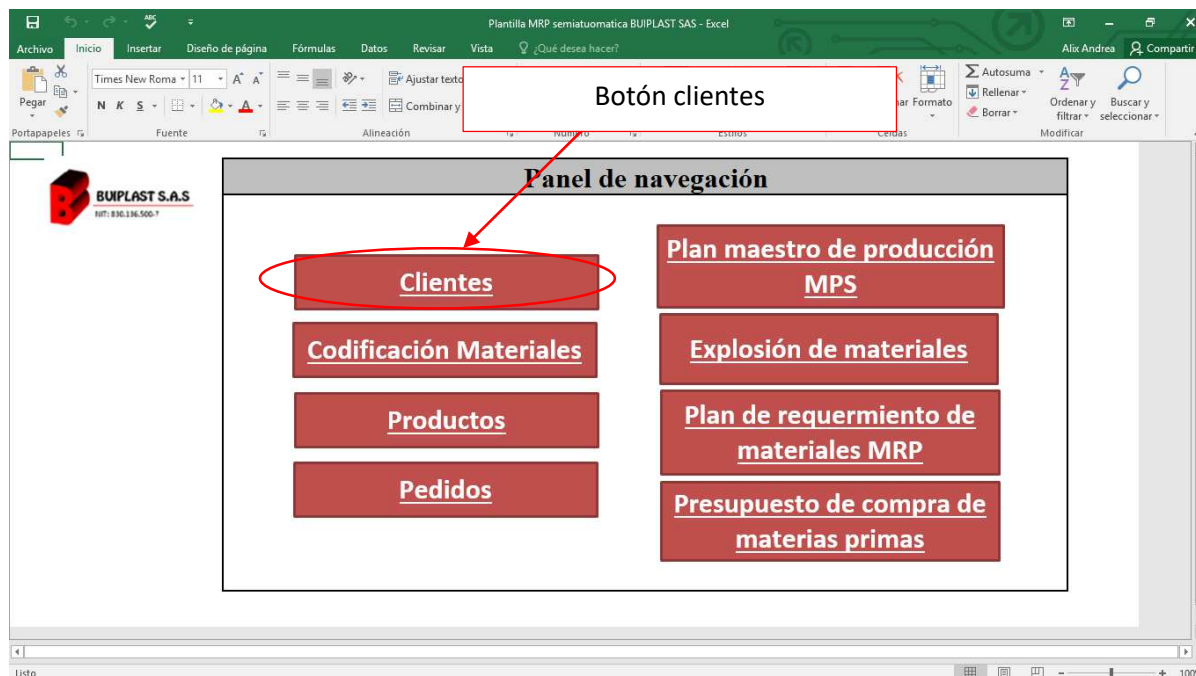 Plantilla MRP semiatuomatica BUIPLAST SAS - Excel
Archivo Inicio Insertar Diseño de página Fórmulas Datos Revisar Vista ¿Qué desea hacer? Alix Andrea Compartir
Pegar
Times New Roma 11
N K S
Ajustar texto
Combinar y
Formato
Autosuma
Rellenar
Borrar
Ordenar y filtrar
Buscar y seleccionar
Portapapeles Fuente Alineación Número Estilos Celdas Modificar
Botón clientes
BUIPLAST S.A.S
NIT: 830.136.500-7
Panel de navegación
Clientes
Codificación Materiales
Productos
Pedidos
Plan maestro de producción
MPS
Explosión de materiales
Plan de requermiento de
materiales MRP
Presupuesto de compra de
materias primas
Listo